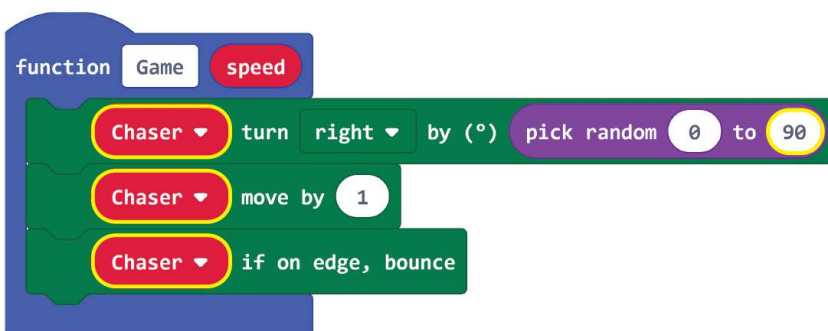 function Game speed
Chaser turn right by (°) pick random 0 to 90
Chaser move by 1
Chaser if on edge, bounce